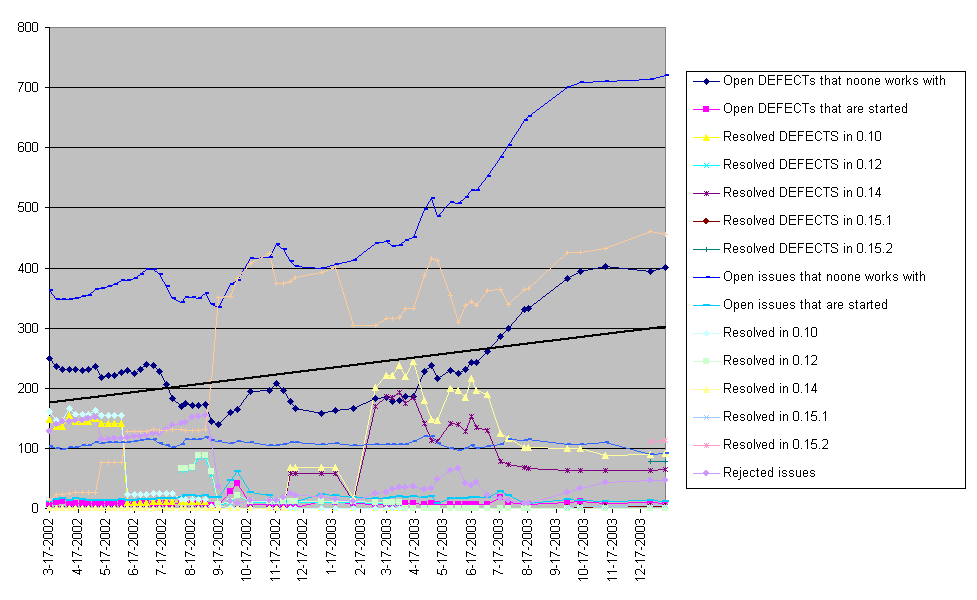 800
700
600
500
400
300
200
100
0
3-17-2002
4-17-2002
5-17-2002
6-17-2002
7-17-2002
8-17-2002
9-17-2002
10-17-2002
11-17-2002
12-17-2002
1-17-2003
2-17-2003
3-17-2003
4-17-2003
5-17-2003
6-17-2003
7-17-2003
8-17-2003
9-17-2003
10-17-2003
11-17-2003
12-17-2003
Open DEFECTs that noone works with
Open DEFECTs that are started
Resolved DEFECTS in 0.10
Resolved DEFECTS in 0.12
Resolved DEFECTS in 0.14
Resolved DEFECTS in 0.15.1
Resolved DEFECTS in 0.15.2
Open issues that noone works with
Open issues that are started
Resolved in 0.10
Resolved in 0.12
Resolved in 0.14
Resolved in 0.15.1
Resolved in 0.15.2
Rejected issues